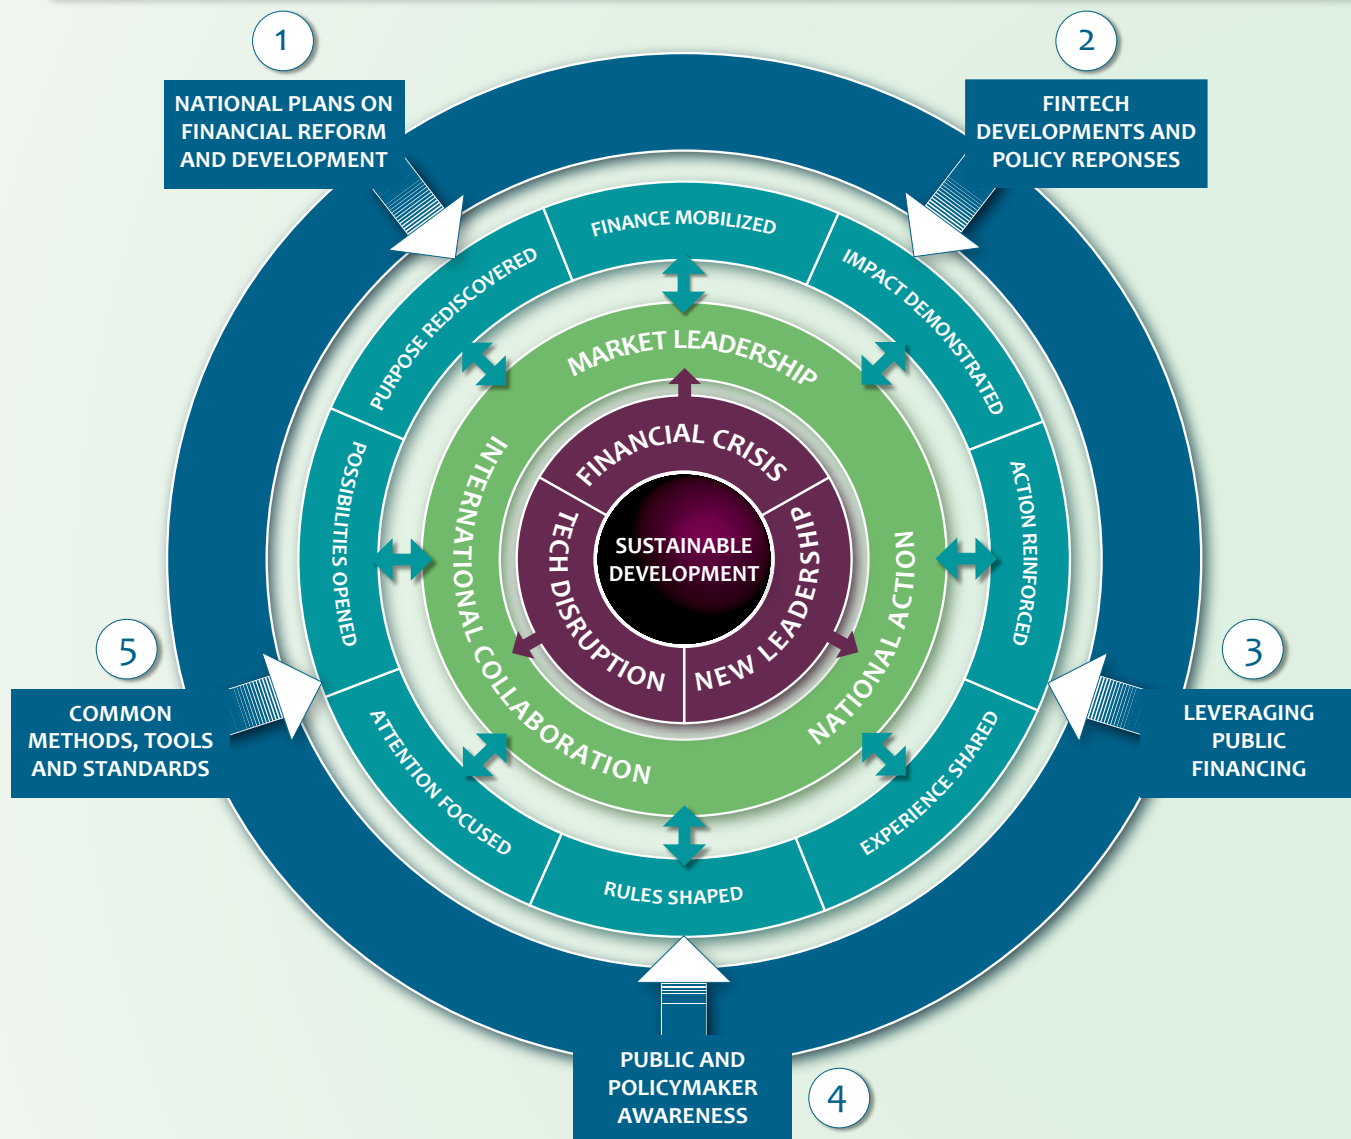 1
NATIONAL PLANS ON
FINANCIAL REFORM
AND DEVELOPMENT
2
FINTECH
DEVELOPMENTS AND
POLICY REPONSES
FINANCE MOBILIZED
IMPACT DEMONSTRATED
ACTION REINFORCED
EXPERIENCE SHARED
RULES SHAPED
ATTENTION FOCUSED
POSSIBILITIES OPENED
PURPOSE REDISCOVERED
MARKET LEADERSHIP
NATIONAL ACTION
INTERNATIONAL COLLABORATION
FINANCIAL CRISIS
NEW LEADERSHIP
TECH DISRUPTION
SUSTAINABLE
DEVELOPMENT
3
LEVERAGING
PUBLIC
FINANCING
4
PUBLIC AND
POLICYMAKER
AWARENESS
5
COMMON
METHODS, TOOLS
AND STANDARDS